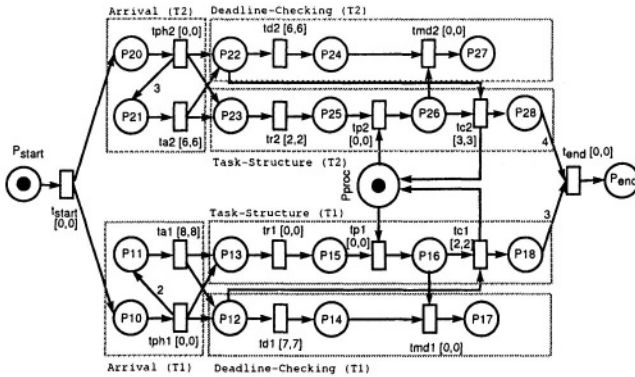 Arrival (T2)
Deadline-Checking (T2)
tph2 [0,0]
td2 [6,6]
tmd2 [0,0]
P20
P22
P24
P27
3
P21
P23
P25
tp2
[0,0]
P26
tc2
[3,3]
P28
ta2 [6,6]
tr2 [2,2]
4
Task-Structure (T2)
Pstart
tstart
[0,0]
Pproc
tend [0,0]
Pend
Task-Structure (T1)
3
ta1 [8,8]
tr1 [0,0]
tp1
[0,0]
tc1
[2,2]
P11
P13
P15
P16
P18
2
P10
P12
P14
P17
tph1 [0,0]
td1 [7,7]
tmd1 [0,0]
Arrival (T1)
Deadline-Checking (T1)